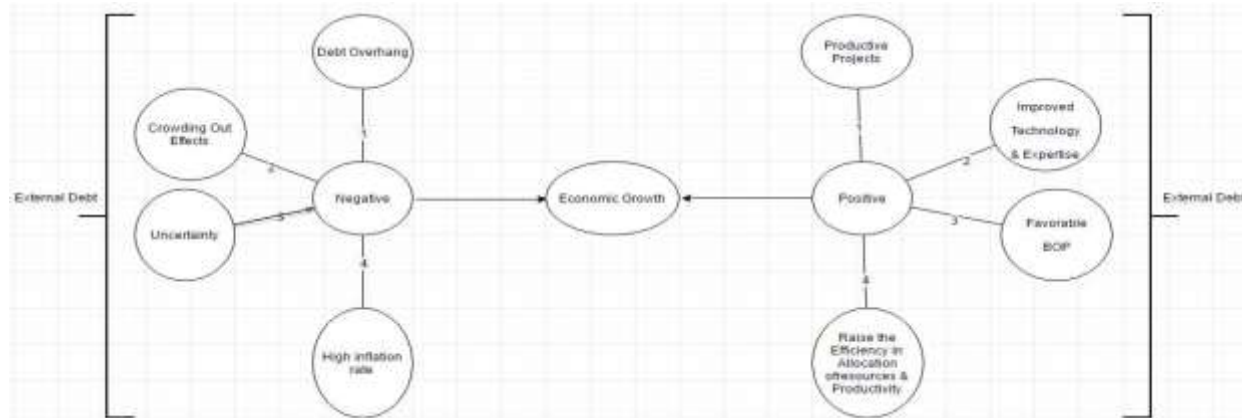 Debt Overhang
Productive
Projects
Crowding Out
Effects
Improved
Technology
& Expertise
1
1
2
2
External Debt
Negative
Economic Growth
Positive
External Deb
3
3
Uncertainty
Favorable
BOP
4
4
High inflation
rate
Raise the
Efficiency in
Allocation
ofresources &
Productivity